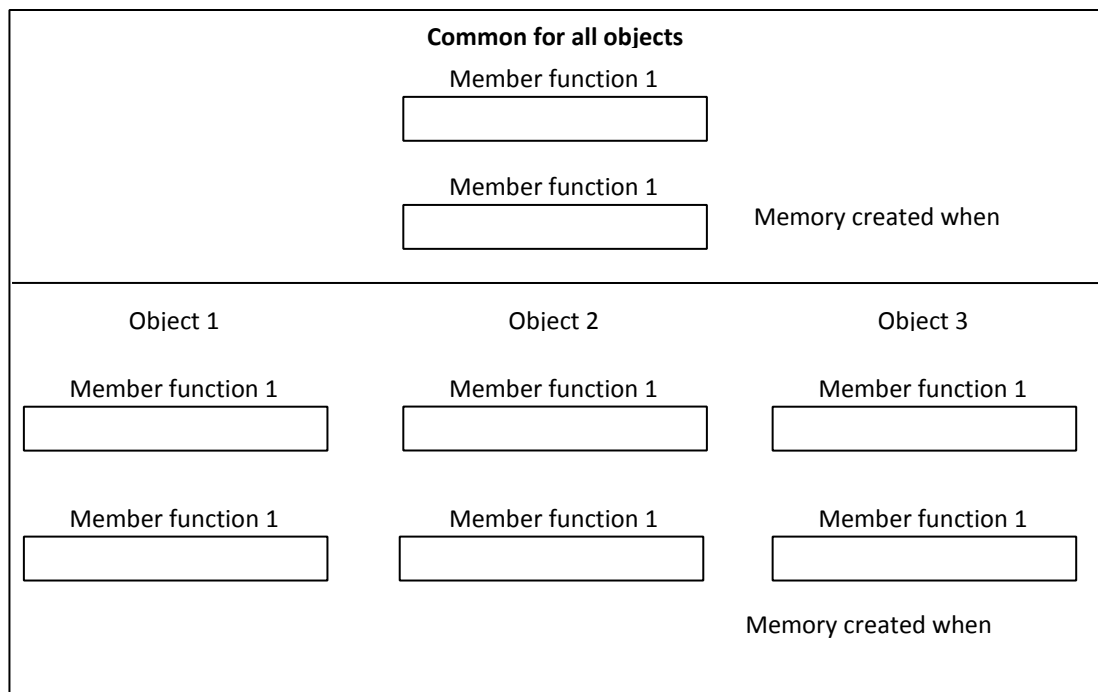 Common for all objects
Member function 1
Member function 1
Memory created when
Object 1 Object 2 Object 3
Member function 1 Member function 1 Member function 1
Member function 1 Member function 1 Member function 1
Memory created when